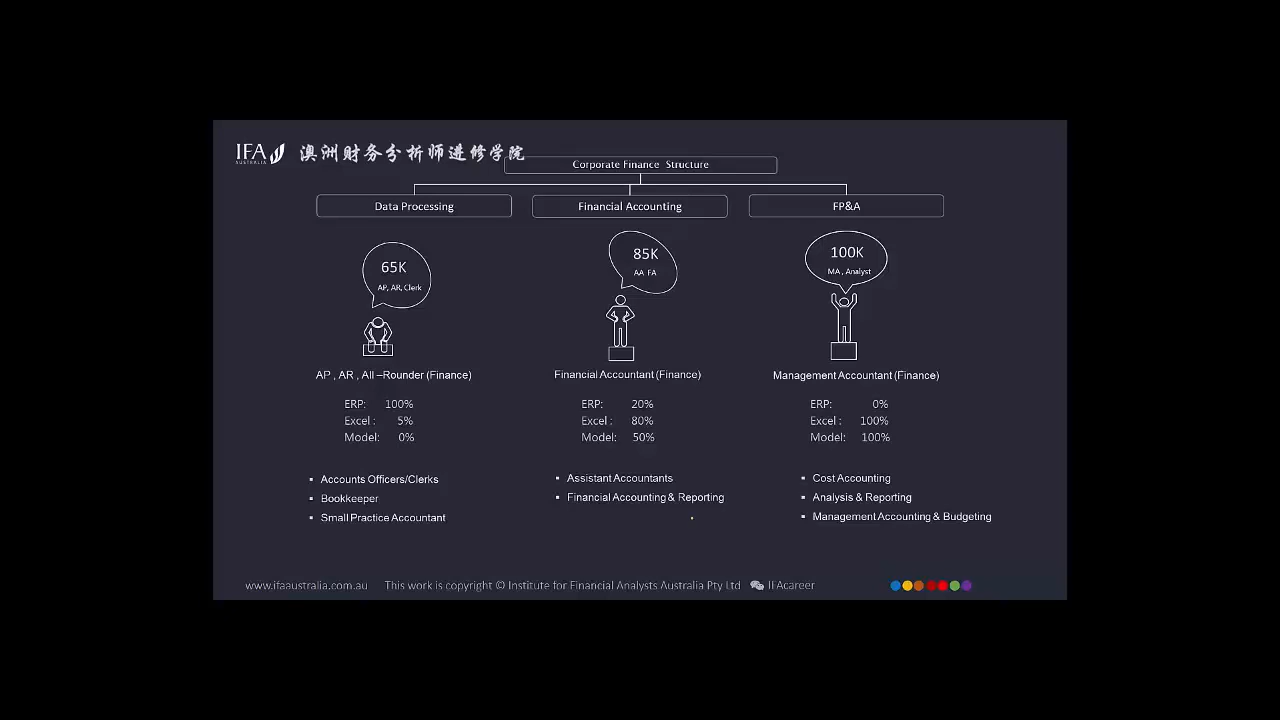 IFA
AUSTRALIA
澳洲财务分析师进修学院
Corporate Finance Structure
Data Processing
Financial Accounting
FP&A
65K
AP, AR, Clerk
85K
AA FA
100K
MA , Analyst
AP , AR , All –Rounder (Finance)
ERP: 100%
Excel : 5%
Model: 0%
▪ Accounts Officers/Clerks
▪ Bookkeeper
▪ Small Practice Accountant
Financial Accountant (Finance)
ERP: 20%
Excel : 80%
Model: 50%
▪ Assistant Accountants
▪ Financial Accounting & Reporting
Management Accountant (Finance)
ERP: 0%
Excel : 100%
Model: 100%
▪ Cost Accounting
▪ Analysis & Reporting
▪ Management Accounting & Budgeting
www.ifaaustralia.com.au This work is copyright © Institute for Financial Analysts Australia Pty Ltd IFAcareer